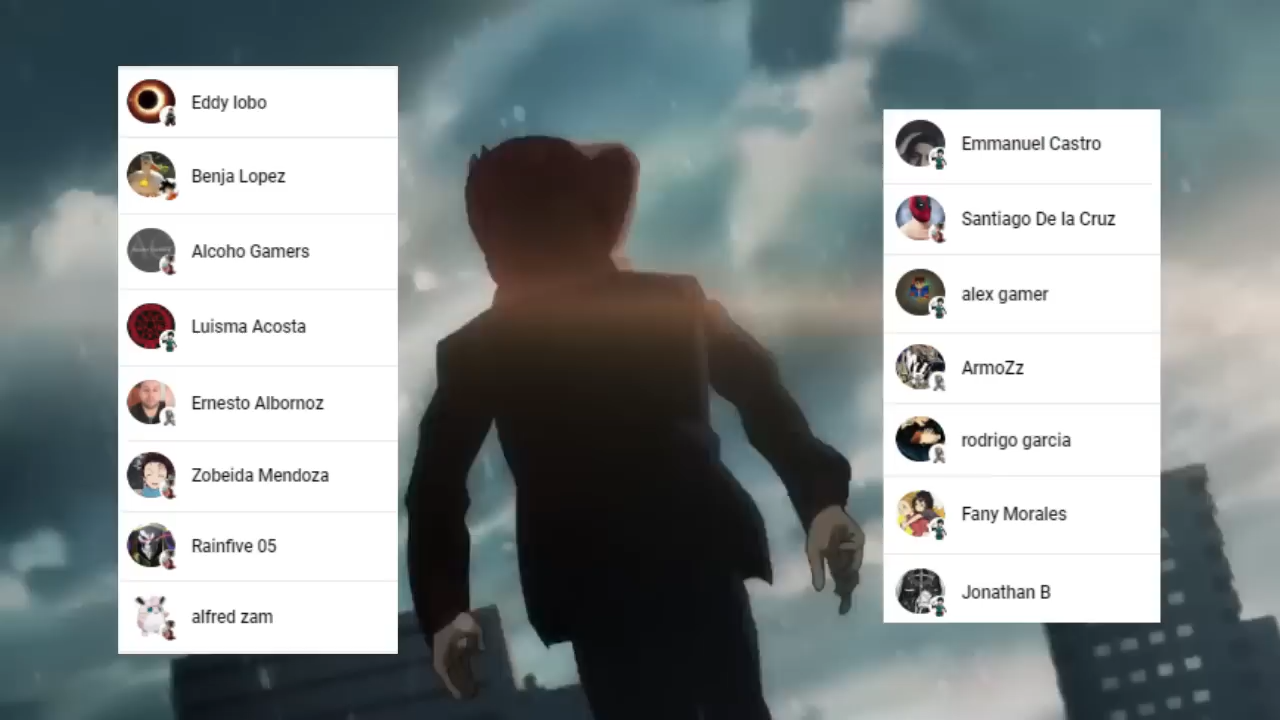 Eddy lobo
Benja Lopez
Alcoho Gamers
Luisma Acosta
Ernesto Albornoz
Zobeida Mendoza
Rainfive 05
alfred zam
Emmanuel Castro
Santiago De la Cruz
alex gamer
ArmoZz
rodrigo garcia
Fany Morales
Jonathan B